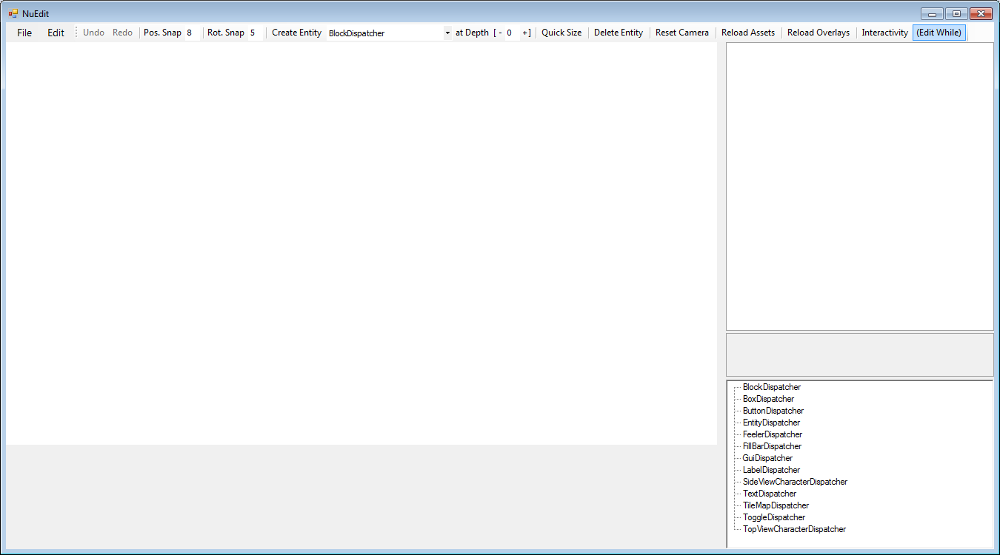 NuEdit
File Edit Undo Redo Pos. Snap 8 Rot. Snap 5 Create Entity BlockDispatcher at Depth [ - 0 + ] Quick Size Delete Entity Reset Camera Reload Assets Reload Overlays Interactivity (Edit While)
BlockDispatcher
BoxDispatcher
ButtonDispatcher
EntityDispatcher
FeelerDispatcher
FillBarDispatcher
GuiDispatcher
LabelDispatcher
SideViewCharacterDispatcher
TextDispatcher
TileMapDispatcher
ToggleDispatcher
TopViewCharacterDispatcher